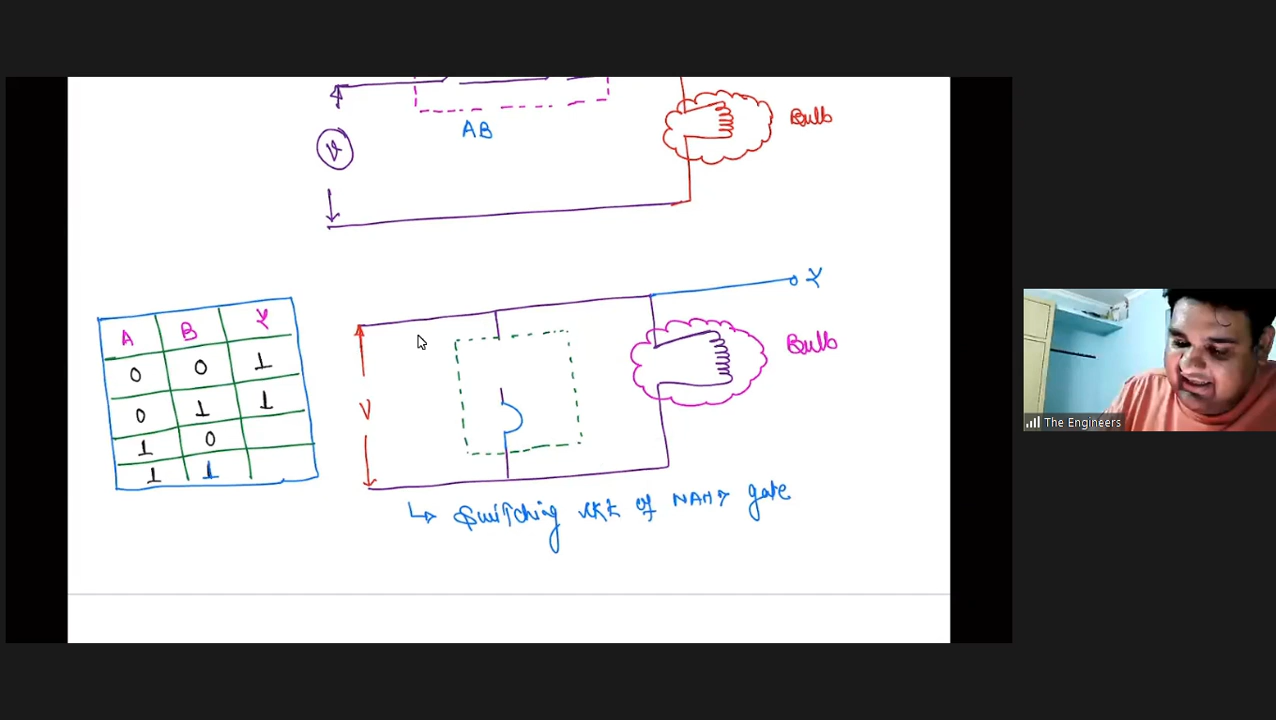 Bulb
AB
V
Y
A B Y
0 0 1
0 1 1
1 0
1 1
V
Bulb
↳ Switching of NAND gate
The Engineers